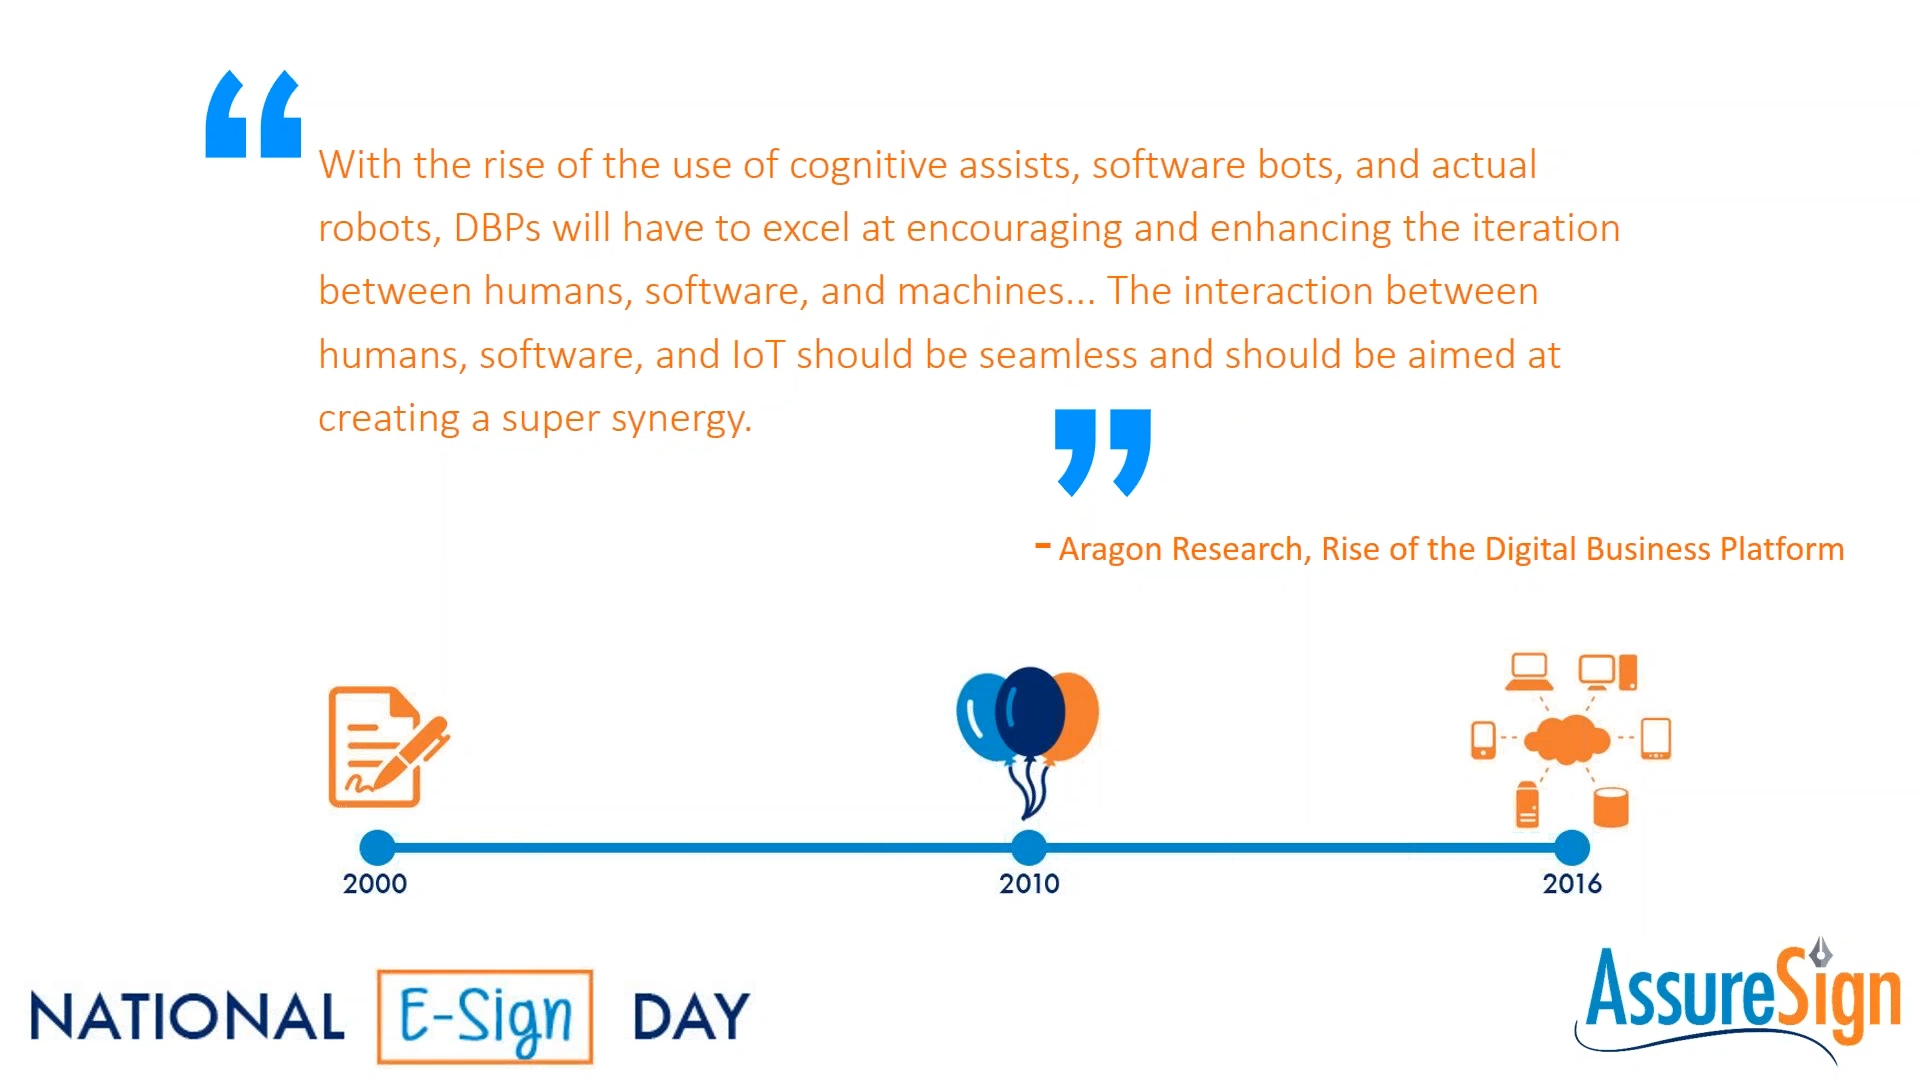 “
With the rise of the use of cognitive assists, software bots, and actual
robots, DBPs will have to excel at encouraging and enhancing the iteration
between humans, software, and machines... The interaction between
humans, software, and IoT should be seamless and should be aimed at
creating a super synergy.
”
- Aragon Research, Rise of the Digital Business Platform
2000 2010 2016
NATIONAL E-Sign DAY
AssureSign